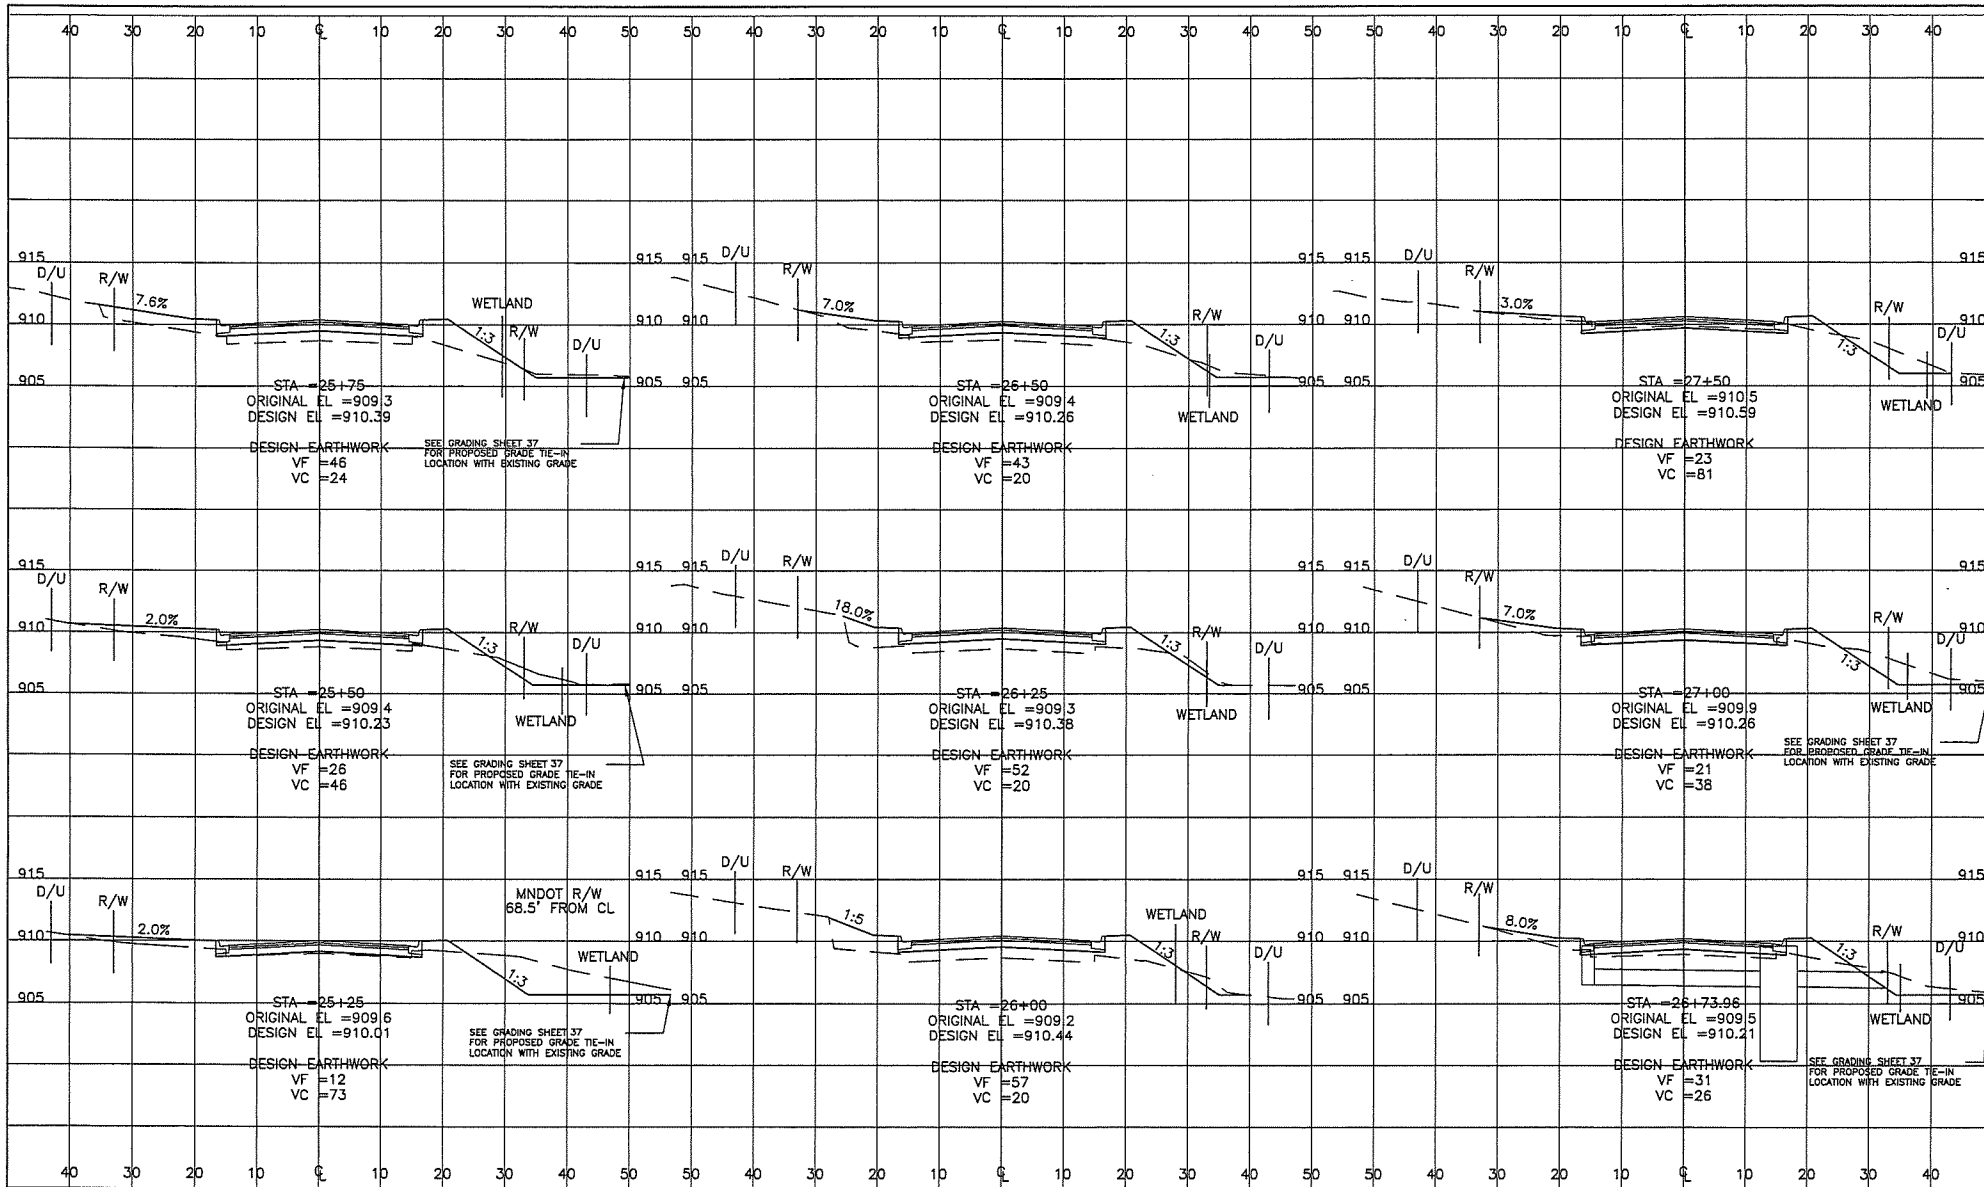 40 30 20 10 ℄ 10 20 30 40 50 50 40 30 20 10 ℄ 10 20 30 40 50 50 40 30 20 10 ℄ 10 20 30 40
915
D/U
R/W
7.6%
910
905
WETLAND
1:3
R/W
D/U
915
910
905
STA =25+75
ORIGINAL EL =909.3
DESIGN EL =910.39
DESIGN EARTHWORK
VF =46
VC =24
SEE GRADING SHEET 37
FOR PROPOSED GRADE TIE-IN
LOCATION WITH EXISTING GRADE
915
D/U
R/W
7.0%
910
905
1:3
R/W
D/U
WETLAND
915
910
905
STA =26+50
ORIGINAL EL =909.4
DESIGN EL =910.26
DESIGN EARTHWORK
VF =43
VC =20
915
D/U
R/W
3.0%
910
905
1:3
R/W
D/U
WETLAND
915
910
905
STA =27+50
ORIGINAL EL =910.5
DESIGN EL =910.59
DESIGN EARTHWORK
VF =23
VC =81
915
D/U
R/W
2.0%
910
905
1:3
R/W
D/U
WETLAND
915
910
905
STA =25+50
ORIGINAL EL =909.4
DESIGN EL =910.23
DESIGN EARTHWORK
VF =26
VC =46
SEE GRADING SHEET 37
FOR PROPOSED GRADE TIE-IN
LOCATION WITH EXISTING GRADE
915
D/U
R/W
18.0%
910
905
1:3
R/W
D/U
WETLAND
915
910
905
STA =26+25
ORIGINAL EL =909.3
DESIGN EL =910.38
DESIGN EARTHWORK
VF =52
VC =20
915
D/U
R/W
7.0%
910
905
1:3
R/W
D/U
WETLAND
915
910
905
STA =27+00
ORIGINAL EL =909.9
DESIGN EL =910.26
DESIGN EARTHWORK
VF =21
VC =38
SEE GRADING SHEET 37
FOR PROPOSED GRADE TIE-IN
LOCATION WITH EXISTING GRADE
915
D/U
R/W
2.0%
910
905
MNDOT R/W
68.5' FROM CL
1:3
WETLAND
915
910
905
STA =25+25
ORIGINAL EL =909.6
DESIGN EL =910.01
DESIGN EARTHWORK
VF =12
VC =73
SEE GRADING SHEET 37
FOR PROPOSED GRADE TIE-IN
LOCATION WITH EXISTING GRADE
915
D/U
R/W
1:5
910
905
WETLAND
1:3
R/W
D/U
915
910
905
STA =26+00
ORIGINAL EL =909.2
DESIGN EL =910.44
DESIGN EARTHWORK
VF =57
VC =20
915
D/U
R/W
8.0%
910
905
1:3
R/W
D/U
WETLAND
915
910
905
STA =26+73.96
ORIGINAL EL =909.5
DESIGN EL =910.21
DESIGN EARTHWORK
VF =31
VC =26
SEE GRADING SHEET 37
FOR PROPOSED GRADE TIE-IN
LOCATION WITH EXISTING GRADE
40 30 20 10 ℄ 10 20 30 40 50 50 40 30 20 10 ℄ 10 20 30 40 50 50 40 30 20 10 ℄ 10 20 30 40